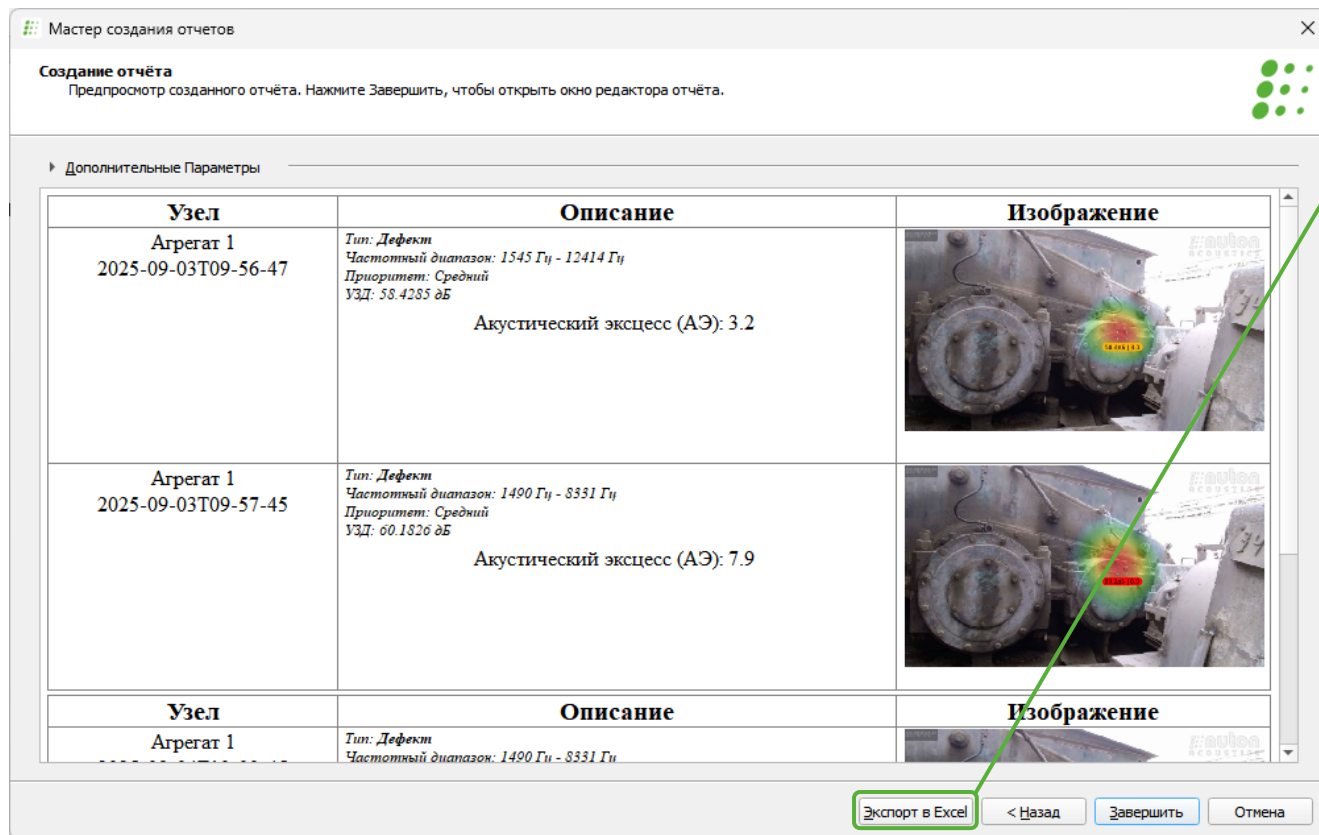 Мастер создания отчетов
Создание отчёта
Предпросмотр созданного отчёта. Нажмите Завершить, чтобы открыть окно редактора отчёта.
Дополнительные Параметры
Узел Описание Изображение
Агрегат 1
2025-09-03T09-56-47
Тип: Дефект
Частотный диапазон: 1545 Гц - 12414 Гц
Приоритет: Средний
УЗД: 58.4285 дБ
Акустический эксцесс (АЭ): 3.2
Агрегат 1
2025-09-03T09-57-45
Тип: Дефект
Частотный диапазон: 1490 Гц - 8331 Гц
Приоритет: Средний
УЗД: 60.1826 дБ
Акустический эксцесс (АЭ): 7.9
Узел Описание Изображение
Агрегат 1
Тип: Дефект
Частотный диапазон: 1490 Гц - 8331 Гц
Экспорт в Excel < Назад Завершить Отмена